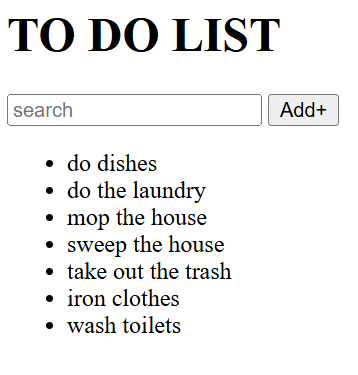 TO DO LIST
search Add+
do dishes
do the laundry
mop the house
sweep the house
take out the trash
iron clothes
wash toilets